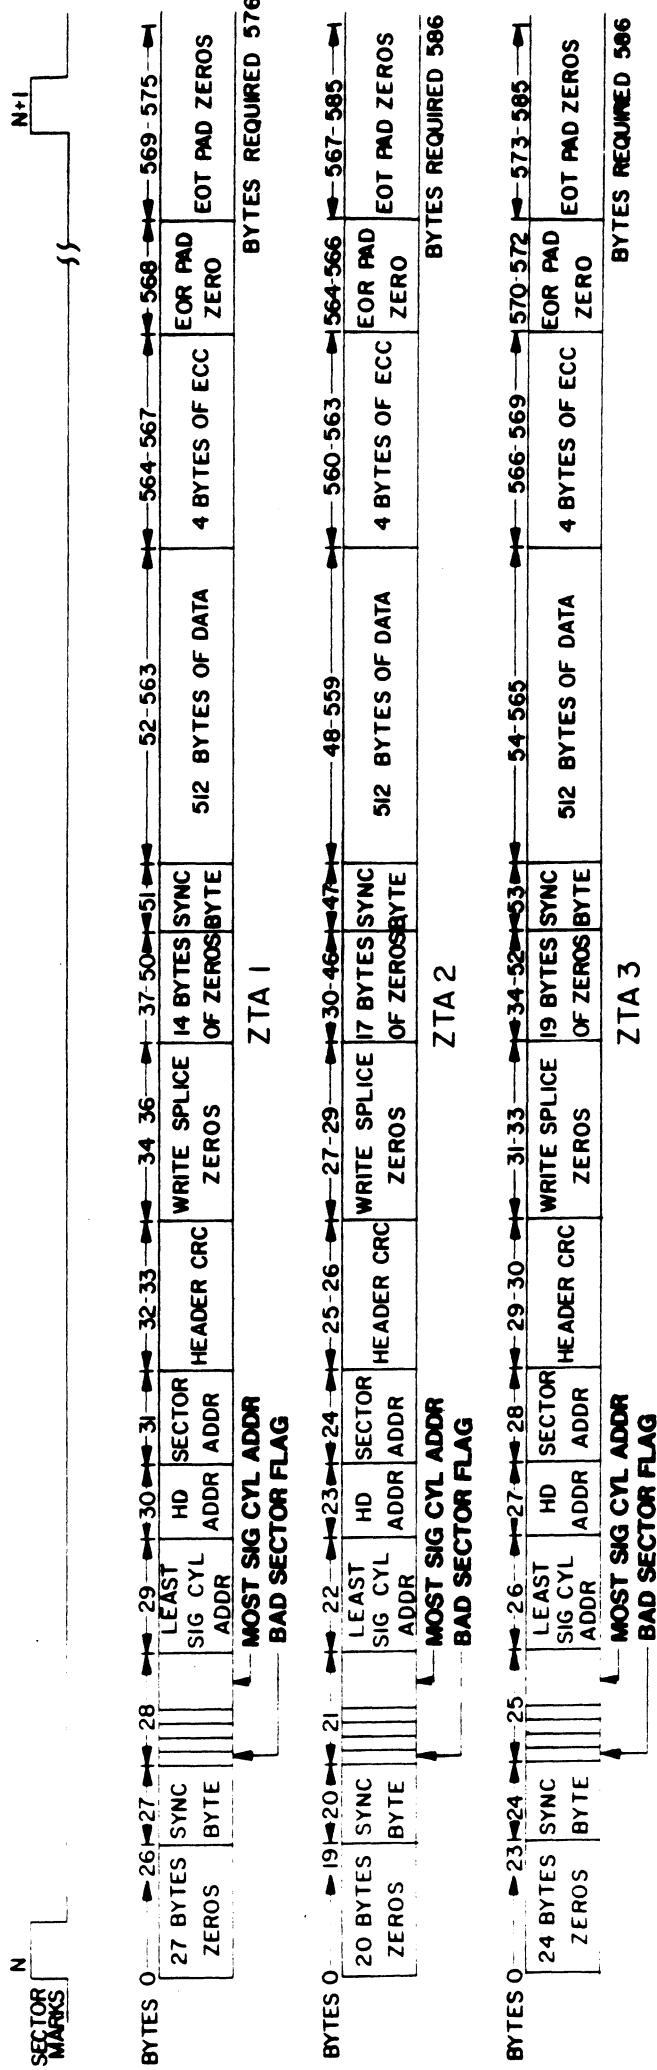 SECTOR
MARKS
N
N+1
BYTES 0 26 27 28 29 30 31 32-33 34 36 37-50 51 52-563 564-567 568 569-575
27 BYTES
ZEROS
SYNC
BYTE
LEAST
SIG CYL
ADDR
HD
ADDR
SECTOR
ADDR
HEADER CRC
WRITE SPLICE
ZEROS
14 BYTES
OF ZEROS
SYNC
BYTE
512 BYTES OF DATA
4 BYTES OF ECC
EOR PAD
ZERO
EOT PAD ZEROS
MOST SIG CYL ADDR
BAD SECTOR FLAG
ZTA 1
BYTES REQUIRED 576
BYTES 0 19 20 21 22 23 24 25-26 27-29 30-46 47 48-559 560-563 564-566 567-585
20 BYTES
ZEROS
SYNC
BYTE
LEAST
SIG CYL
ADDR
HD
ADDR
SECTOR
ADDR
HEADER CRC
WRITE SPLICE
ZEROS
17 BYTES
OF ZEROS
SYNC
BYTE
512 BYTES OF DATA
4 BYTES OF ECC
EOR PAD
ZERO
EOT PAD ZEROS
MOST SIG CYL ADDR
BAD SECTOR FLAG
ZTA 2
BYTES REQUIRED 586
BYTES 0 23 24 25 26 27 28 29-30 31-33 34-52 53 54-565 566-569 570-572 573-585
24 BYTES
ZEROS
SYNC
BYTE
LEAST
SIG CYL
ADDR
HD
ADDR
SECTOR
ADDR
HEADER CRC
WRITE SPLICE
ZEROS
19 BYTES
OF ZEROS
SYNC
BYTE
512 BYTES OF DATA
4 BYTES OF ECC
EOR PAD
ZERO
EOT PAD ZEROS
MOST SIG CYL ADDR
BAD SECTOR FLAG
ZTA 3
BYTES REQUIRED 586